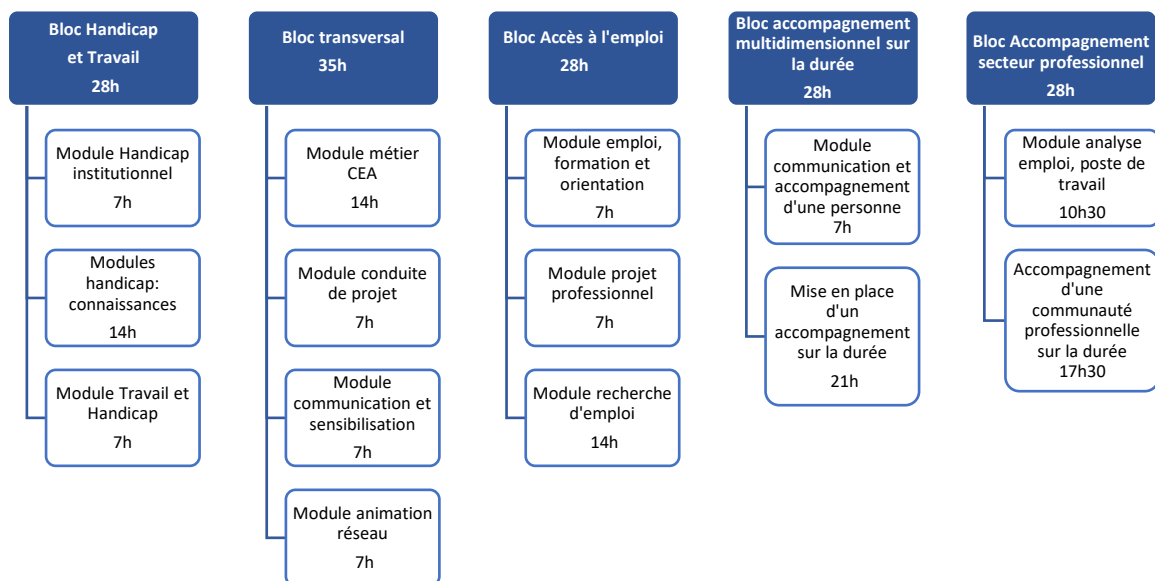 Bloc Handicap
et Travail
28h
Module Handicap
institutionnel
7h
Modules
handicap:
connaissances
14h
Module Travail et
Handicap
7h
Bloc transversal
35h
Module métier
CEA
14h
Module conduite
de projet
7h
Module
communication et
sensibilisation
7h
Module animation
réseau
7h
Bloc Accès à l'emploi
28h
Module emploi,
formation et
orientation
7h
Module projet
professionnel
7h
Module recherche
d'emploi
14h
Bloc accompagnement
multidimensionnel sur
la durée
28h
Module
communication et
accompagnement
d'une personne
7h
Mise en place
d'un
accompagnement
sur la durée
21h
Bloc Accompagnement
secteur professionnel
28h
Module analyse
emploi, poste de
travail
10h30
Accompagnement
d'une
communauté
professionnelle
sur la durée
17h30